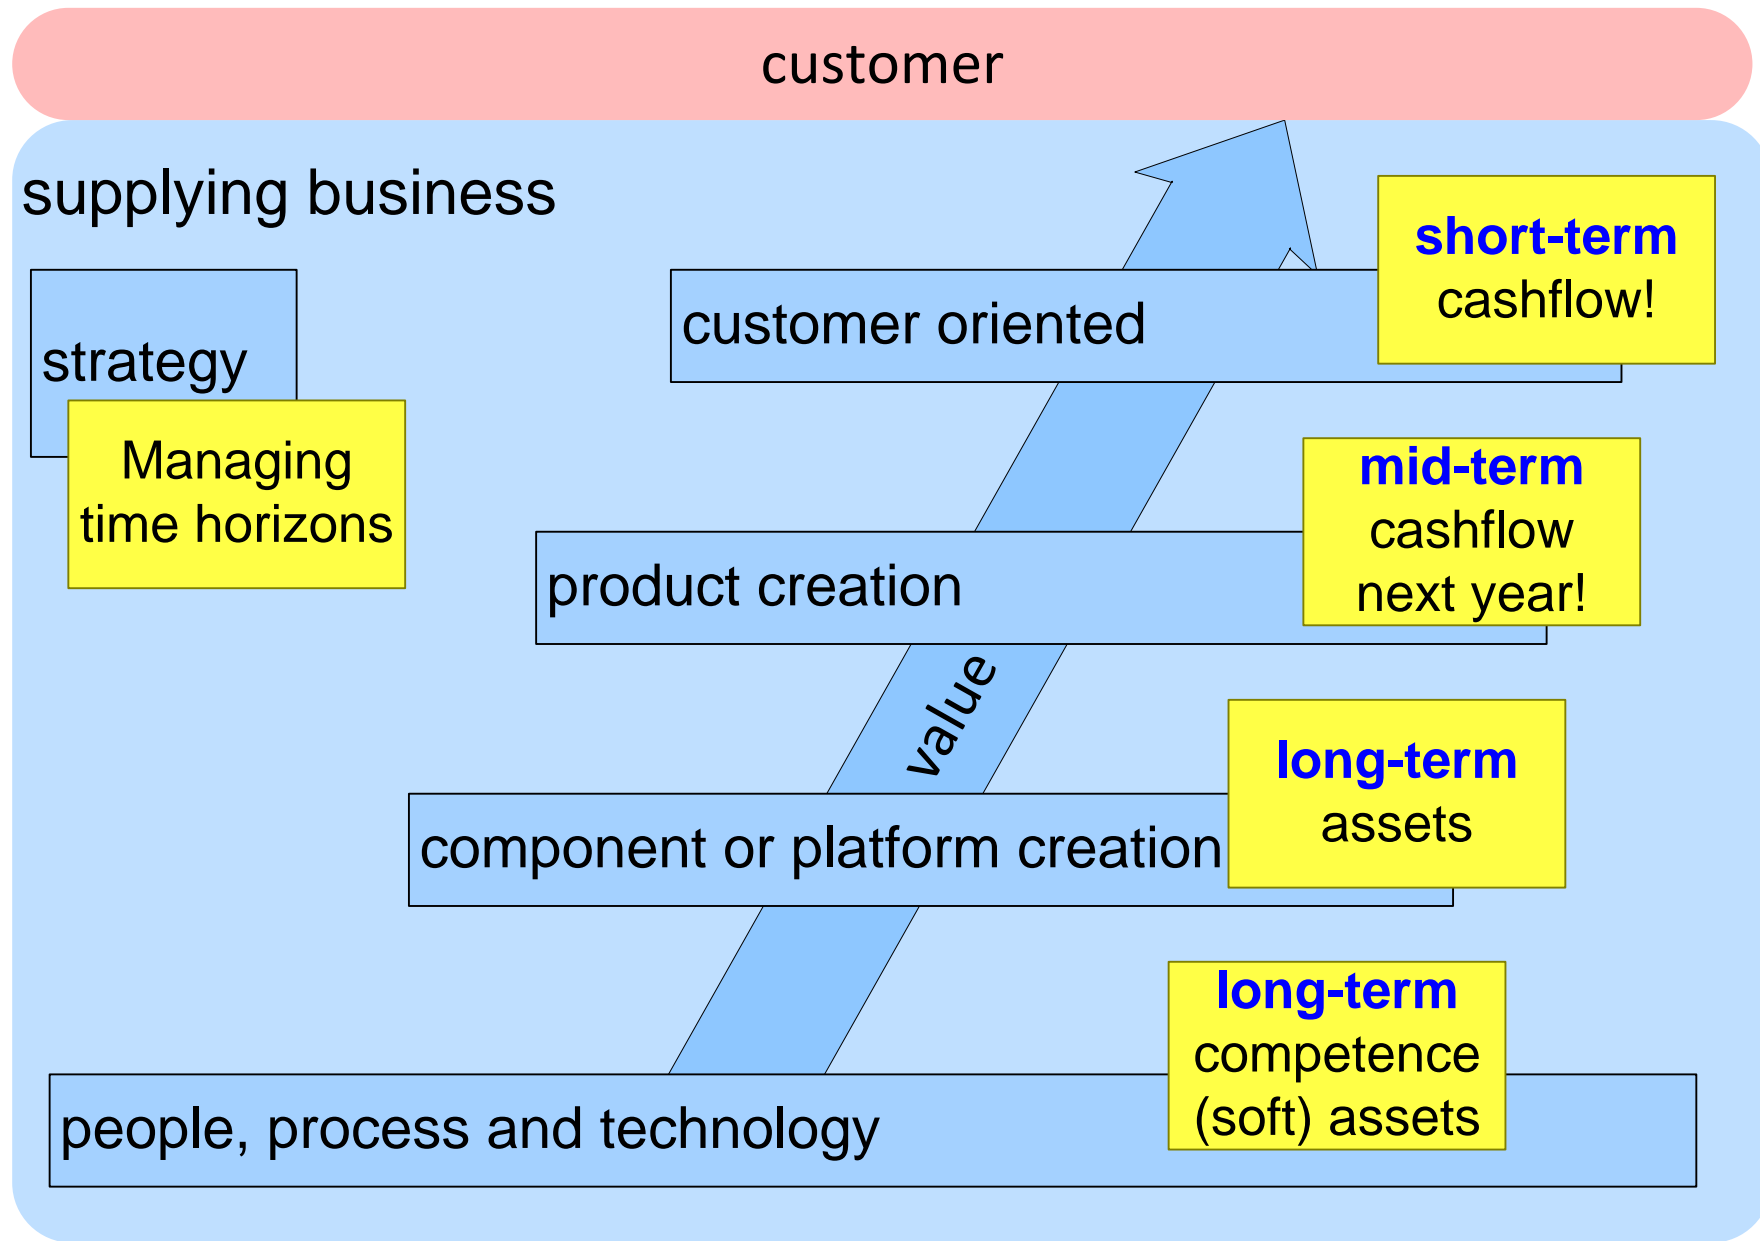 customer
supplying business
strategy
Managing
time horizons
customer oriented
short-term
cashflow!
product creation
mid-term
cashflow
next year!
value
component or platform creation
long-term
assets
people, process and technology
long-term
competence
(soft) assets